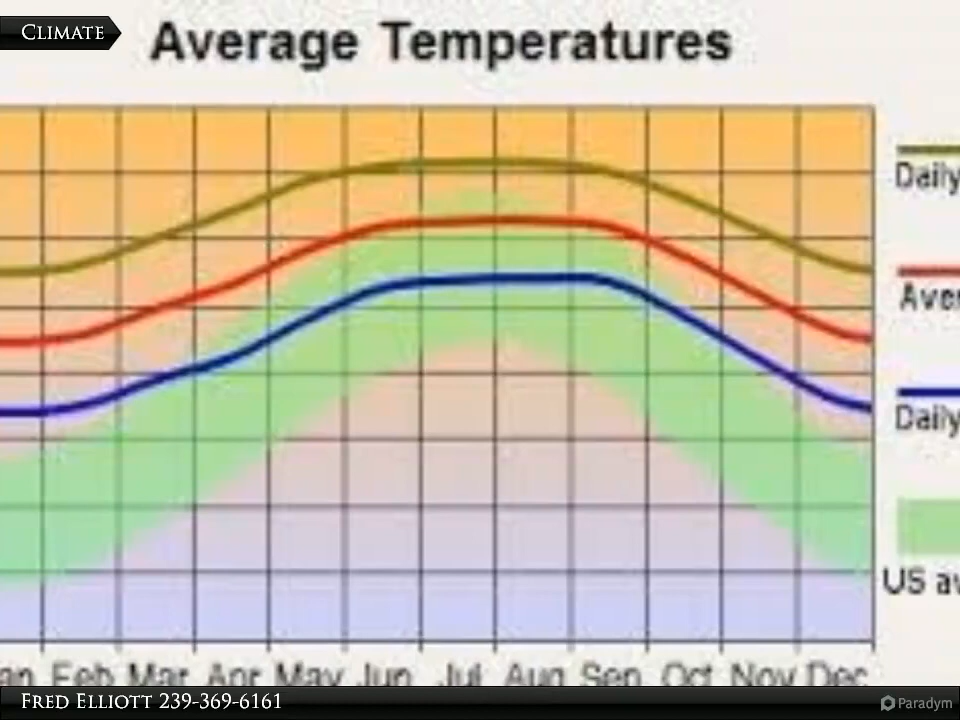 CLIMATE
Average Temperatures
Daily
Aver
Daily
US av
an Feb Mar Apr May Jun Jul Aug Sep Oct Nov Dec
FRED ELLIOTT 239-369-6161
Paradym